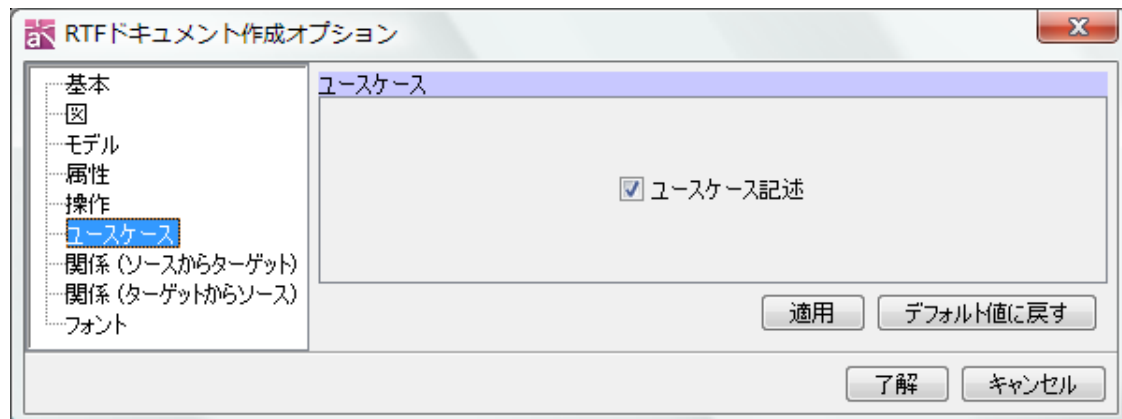 RTFドキュメント作成オプション
基本
図
モデル
属性
操作
ユースケース
関係 (ソースからターゲット)
関係 (ターゲットからソース)
フォント
ユースケース
ユースケース記述
適用
デフォルト値に戻す
了解
キャンセル